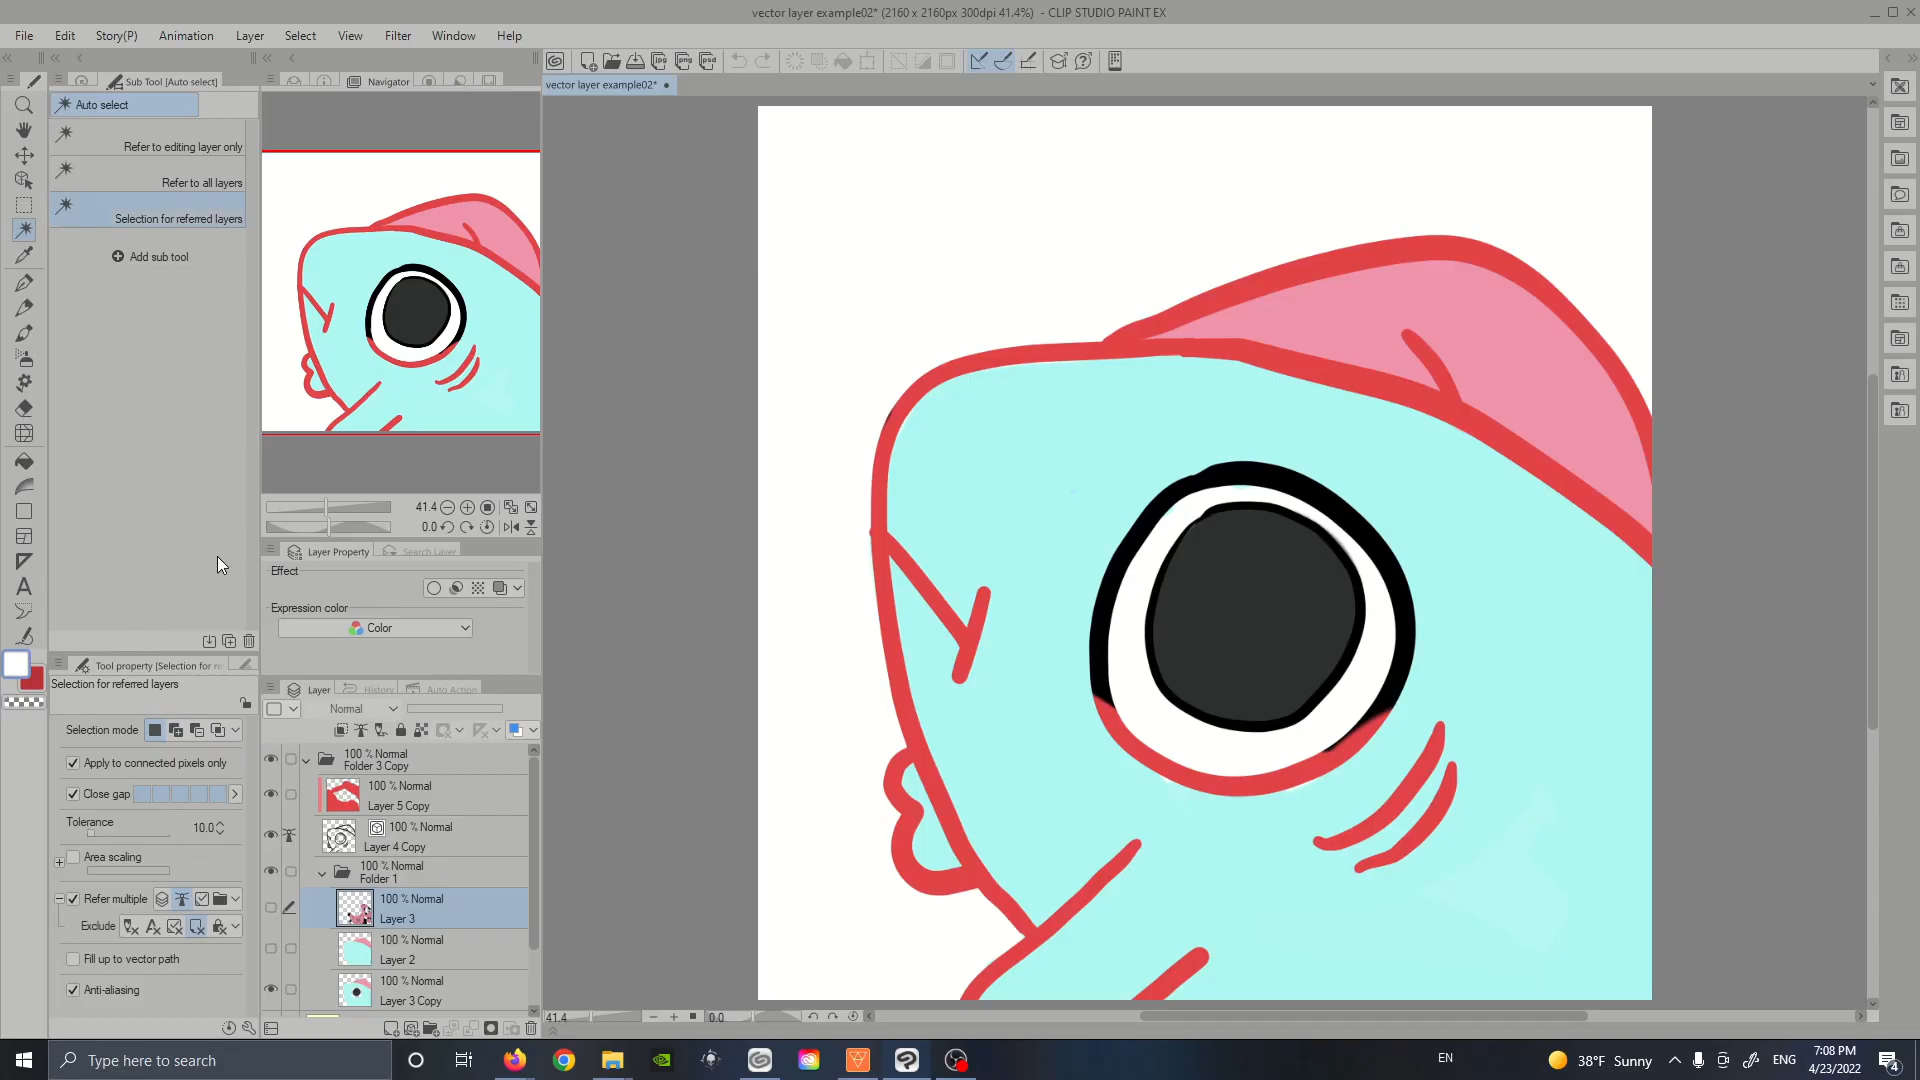 vector layer example02* (2160 x 2160px 300dpi 41.4%) - CLIP STUDIO PAINT EX
File Edit Story(P) Animation Layer Select View Filter Window Help
Sub Tool [Auto select]
Navigator
vector layer example02*
Auto select
Refer to editing layer only
Refer to all layers
Selection for referred layers
Add sub tool
41.4
0.0
Layer Property
Search Layer
Effect
Expression color
Color
Tool property [Selection for re
Selection for referred layers
Selection mode
Apply to connected pixels only
Close gap
Tolerance
10.0
Area scaling
Refer multiple
Exclude
Fill up to vector path
Anti-aliasing
Layer
History
Auto Action
Normal
100 % Normal
Folder 3 Copy
100 % Normal
Layer 5 Copy
100 % Normal
Layer 4 Copy
100 % Normal
Folder 1
100 % Normal
Layer 3
100 % Normal
Layer 2
100 % Normal
Layer 3 Copy
41.4
0.0
Type here to search
EN
38°F Sunny
ENG
7:08 PM
4/23/2022
4